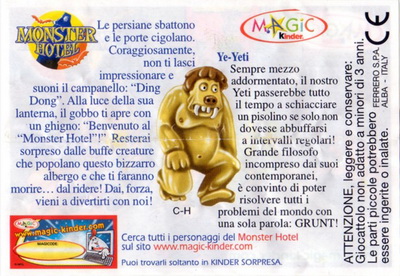 MONSTER
HOTEL
Le persiane sbattono
e le porte cigolano.
Coraggiosamente,
non ti lasci
impressionare e
suoni il campanello: “Ding
Dong”. Alla luce della sua
lanterna, il gobbo ti apre con
un ghigno: “Benvenuto al
“Monster Hotel”!” Resterai
sorpreso dalle buffe creature
che popolano questo bizzarro
albergo e che ti faranno
morire... dal ridere! Dai, forza,
vieni a divertirti con noi!
MAGiC
kinder
Ye-Yeti
Sempre mezzo
addormentato, il nostro
Yeti passerebbe tutto
il tempo a schiacciare
un pisolino se solo non
dovesse abbuffarsi
a intervalli regolari!
Grande filosofo
incompreso dai suoi
contemporanei,
è convinto di poter
risolvere tutti i
problemi del mondo con
una sola parola: GRUNT!
C-H
MAGiC
kinder
www.magic-kinder.com
MAGICODE
Cerca tutti i personaggi del Monster Hotel
sul sito www.magic-kinder.com
Puoi trovarli soltanto in KINDER SORPRESA.
ATTENZIONE, leggere e conservare:
Giocattolo non adatto a minori di 3 anni.
Le parti piccole potrebbero
essere ingerite o inalate.
FERRERO S.P.A.
ALBA - ITALY
CE